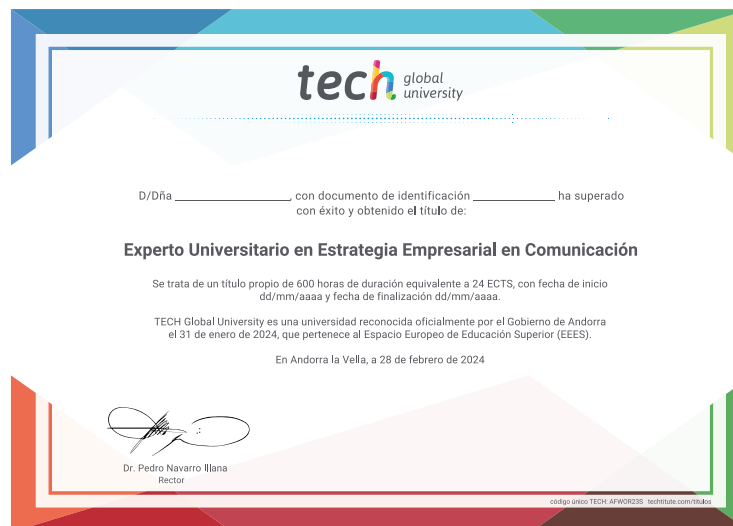 tech global university
D/Dña ____________________, con documento de identificación ______________ ha superado
con éxito y obtenido el título de:
Experto Universitario en Estrategia Empresarial en Comunicación
Se trata de un título propio de 600 horas de duración equivalente a 24 ECTS, con fecha de inicio
dd/mm/aaaa y fecha de finalización dd/mm/aaaa.
TECH Global University es una universidad reconocida oficialmente por el Gobierno de Andorra
el 31 de enero de 2024, que pertenece al Espacio Europeo de Educación Superior (EEES).
En Andorra la Vella, a 28 de febrero de 2024
Dr. Pedro Navarro Illana
Rector
código único TECH: AFWOR23S techtitute.com/titulos